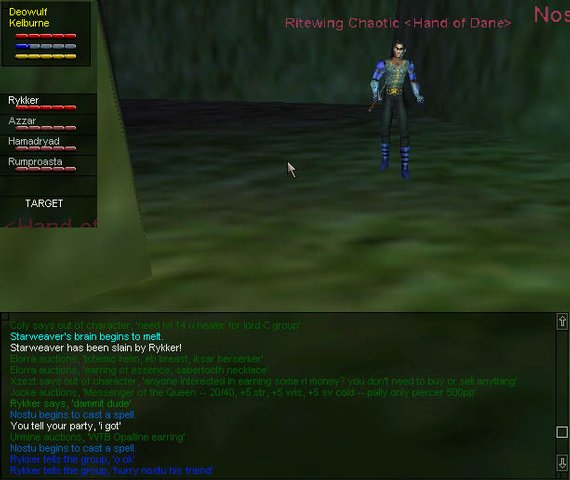 Deowulf
Kelburne
Ritewing Chaotic <Hand of Dane>
Nos
Rykker
Azzar
Hamadryad
Rumproasta
TARGET
<Hand of
Coly says out of character, 'need lvl 14 u healer for lord C group'
Starweaver's brain begins to melt.
Starweaver has been slain by Rykker!
Elorra auctions, 'totemic helm, eb breast, iksar berserker'
Elorra auctions, 'earring of essence, sabertooth necklace'
Xzezt says out of character, 'anyone interested in earning some rl money? you don't need to buy or sell anything'
Jooke auctions, 'Messenger of the Queen -- 20/40, +5 str, +5 wis, +5 sv cold -- pally only piercer 500pp'
Rykker says, 'dammit dude'
Nostu begins to cast a spell.
You tell your party, 'i got'
Urmine auctions, 'WTB Opalline earring'
Nostu begins to cast a spell.
Rykker tells the group, 'o ok'
Rykker tells the group, 'hurry nostu his friend'